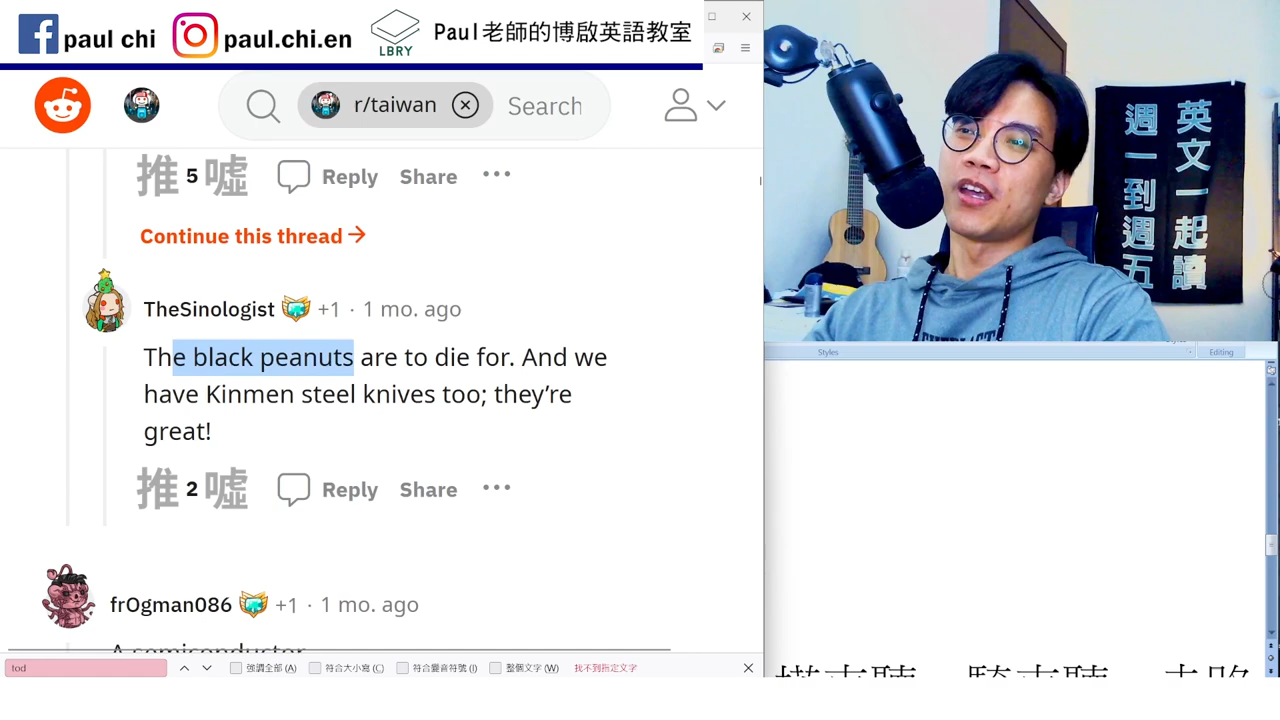 paul chi
paul.chi.en
LBRY
Paul老師的博啟英語教室
r/taiwan
Search
推 5 噓 Reply Share
Continue this thread
TheSinologist +1 · 1 mo. ago
The black peanuts are to die for. And we
have Kinmen steel knives too; they’re
great!
推 2 噓 Reply Share
frOgman086 +1 · 1 mo. ago
A semiconductor
tod
強調全部 (A)
符合大小寫 (C)
符合變音符號 (I)
整個文字 (W)
找不到指定文字
英文一起讀
週一到週五
Styles
Editing